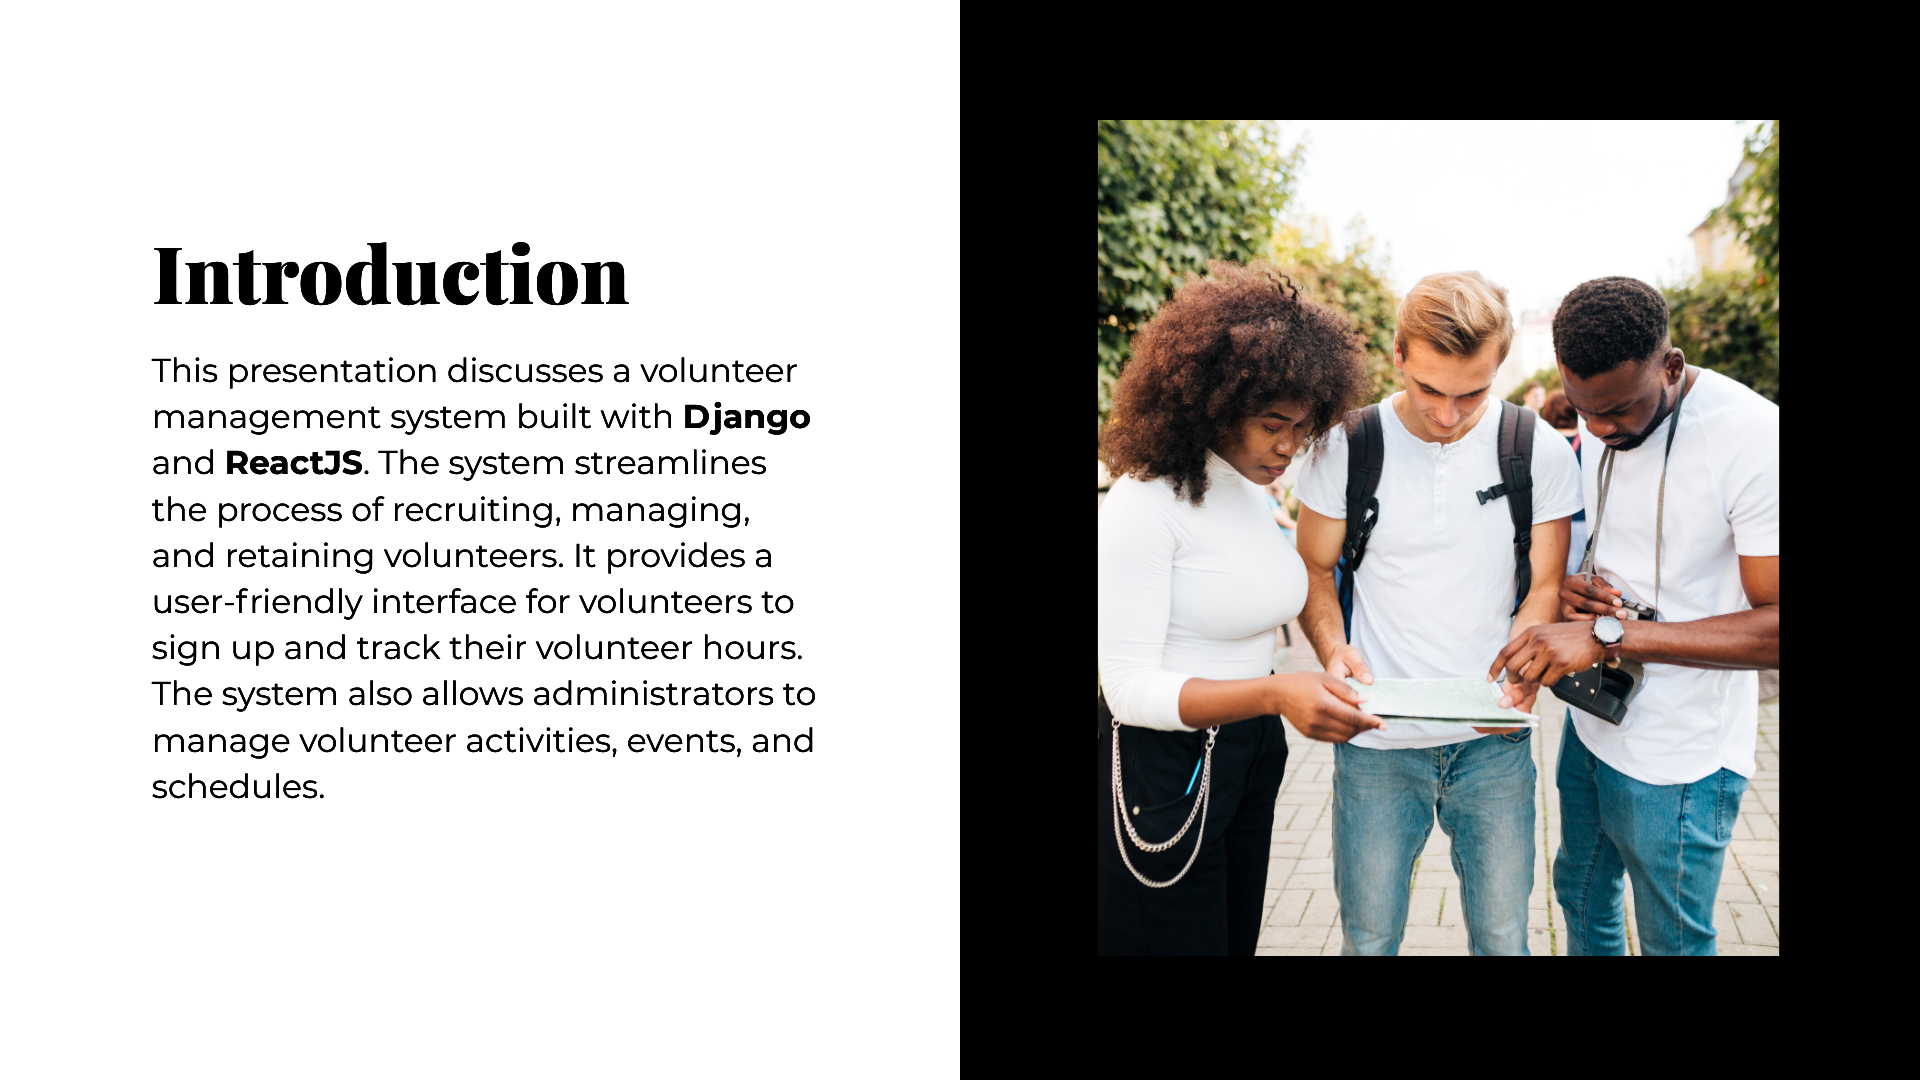 Introduction
This presentation discusses a volunteer
management system built with Django
and ReactJS. The system streamlines
the process of recruiting, managing,
and retaining volunteers. It provides a
user-friendly interface for volunteers to
sign up and track their volunteer hours.
The system also allows administrators to
manage volunteer activities, events, and
schedules.